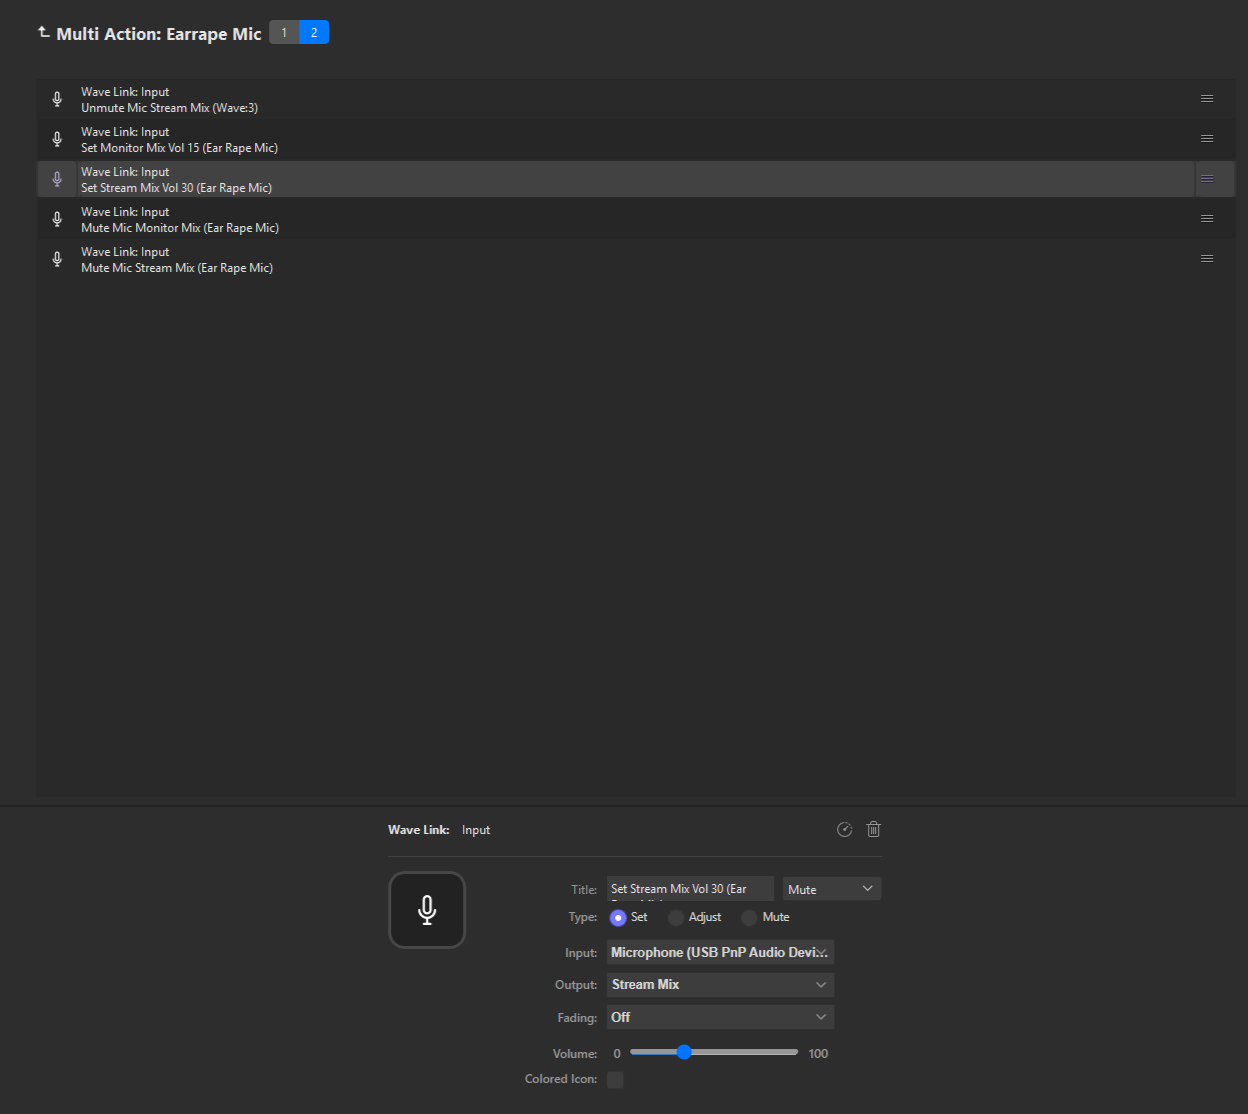 Multi Action: Earrape Mic 1 2
Wave Link: Input
Unmute Mic Stream Mix (Wave:3)
Wave Link: Input
Set Monitor Mix Vol 15 (Ear Rape Mic)
Wave Link: Input
Set Stream Mix Vol 30 (Ear Rape Mic)
Wave Link: Input
Mute Mic Monitor Mix (Ear Rape Mic)
Wave Link: Input
Mute Mic Stream Mix (Ear Rape Mic)
Wave Link: Input
Title: Set Stream Mix Vol 30 (Ear Mute
Type: Set Adjust Mute
Input: Microphone (USB PnP Audio Devi...
Output: Stream Mix
Fading: Off
Volume: 0 100
Colored Icon: